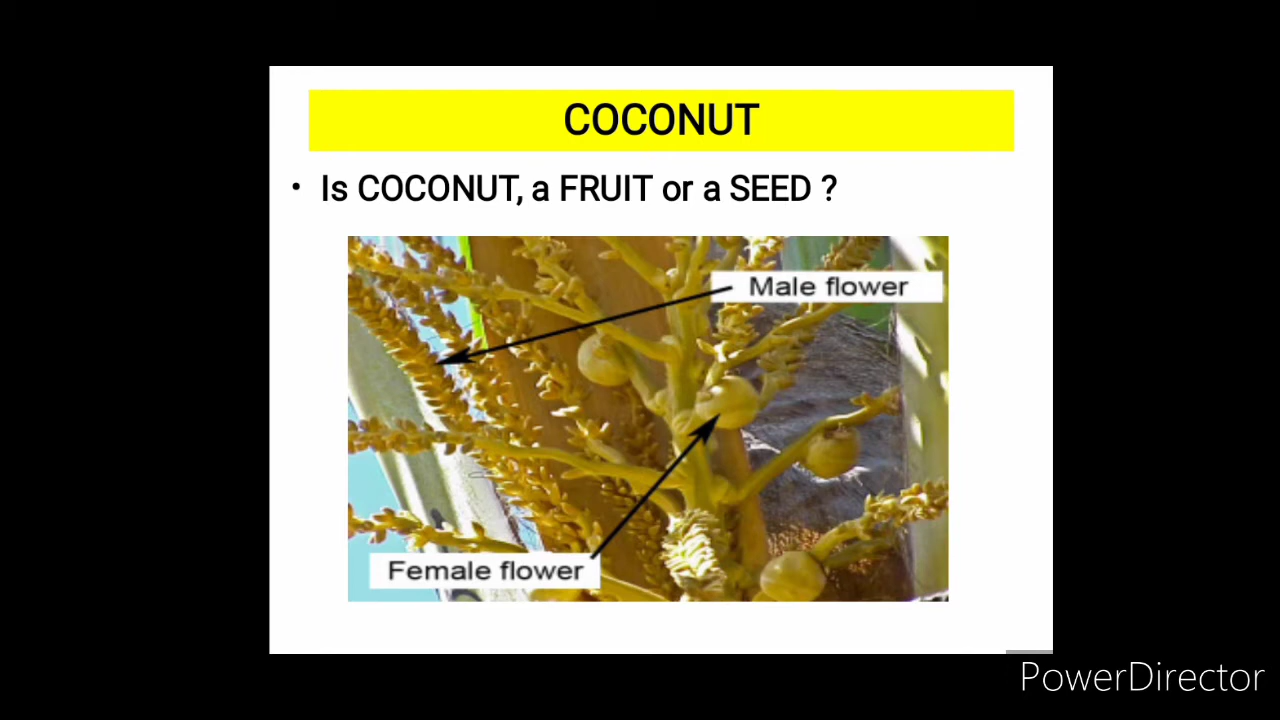 COCONUT
• Is COCONUT, a FRUIT or a SEED ?
Male flower
Female flower
PowerDirector